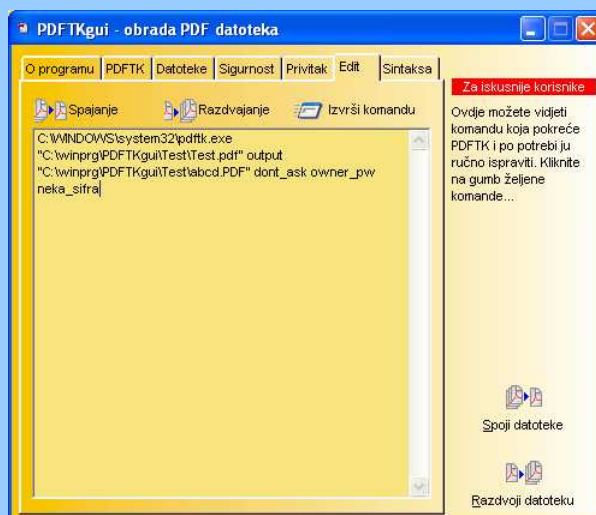 PDFTKgui - obrada PDF datoteka
O programu PDFTK Datoteke Sigurnost Privitak Edit Sintaksa
Spajanje Razdvajanje Izvrši komandu
C:\WINDOWS\system32\pdftk.exe
"C:\winprg\PDFTKgui\Test\Test.pdf" output
"C:\winprg\PDFTKgui\Test\abcd.PDF" dont_ask owner_pw
neka_sifra
Za iskusnije korisnike
Ovdje možete vidjeti
komandu koja pokreće
PDFTK i po potrebi ju
ručno ispraviti. Kliknite
na gumb željene
komande...
Spoji datoteke
Razdvoji datoteku